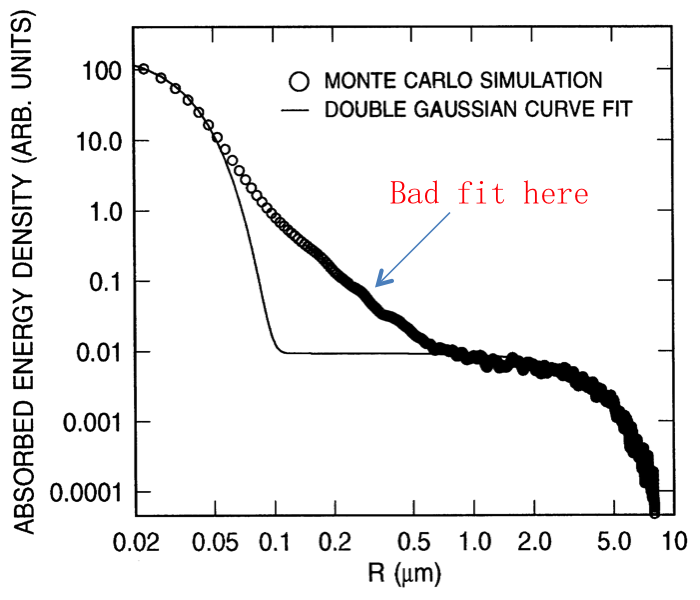 ABSORBED ENERGY DENSITY (ARB. UNITS)
100
10.0
1.0
0.1
0.01
0.001
0.0001
MONTE CARLO SIMULATION
DOUBLE GAUSSIAN CURVE FIT
Bad fit here
0.02 0.05 0.1 0.2 0.5 1.0 2.0 5.0 10
R (μm)